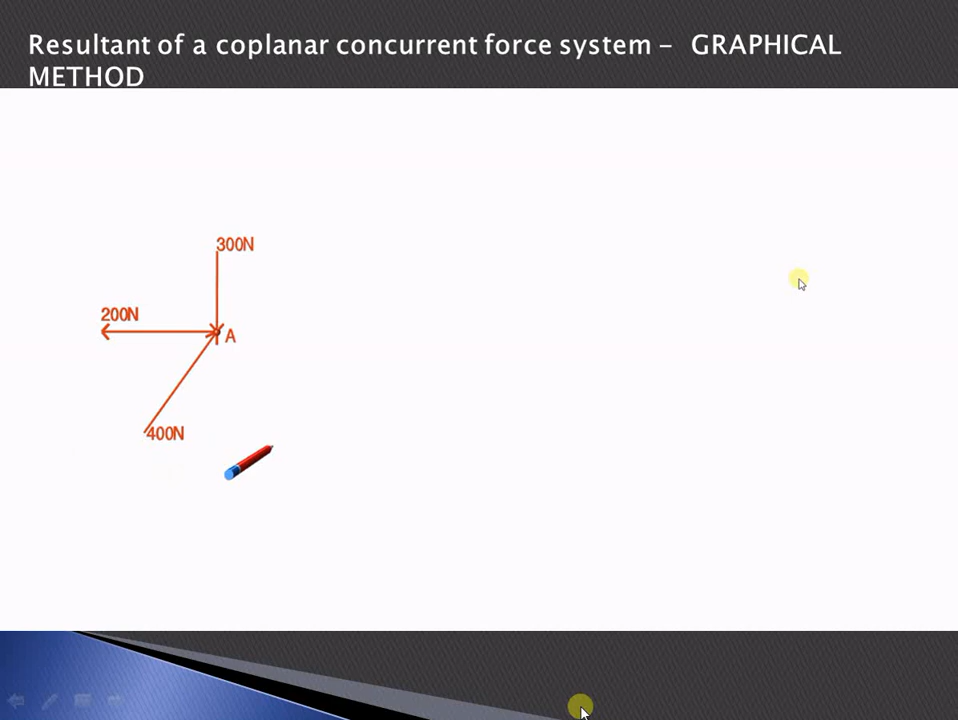 Resultant of a coplanar concurrent force system – GRAPHICAL
METHOD
300N
200N
A
400N